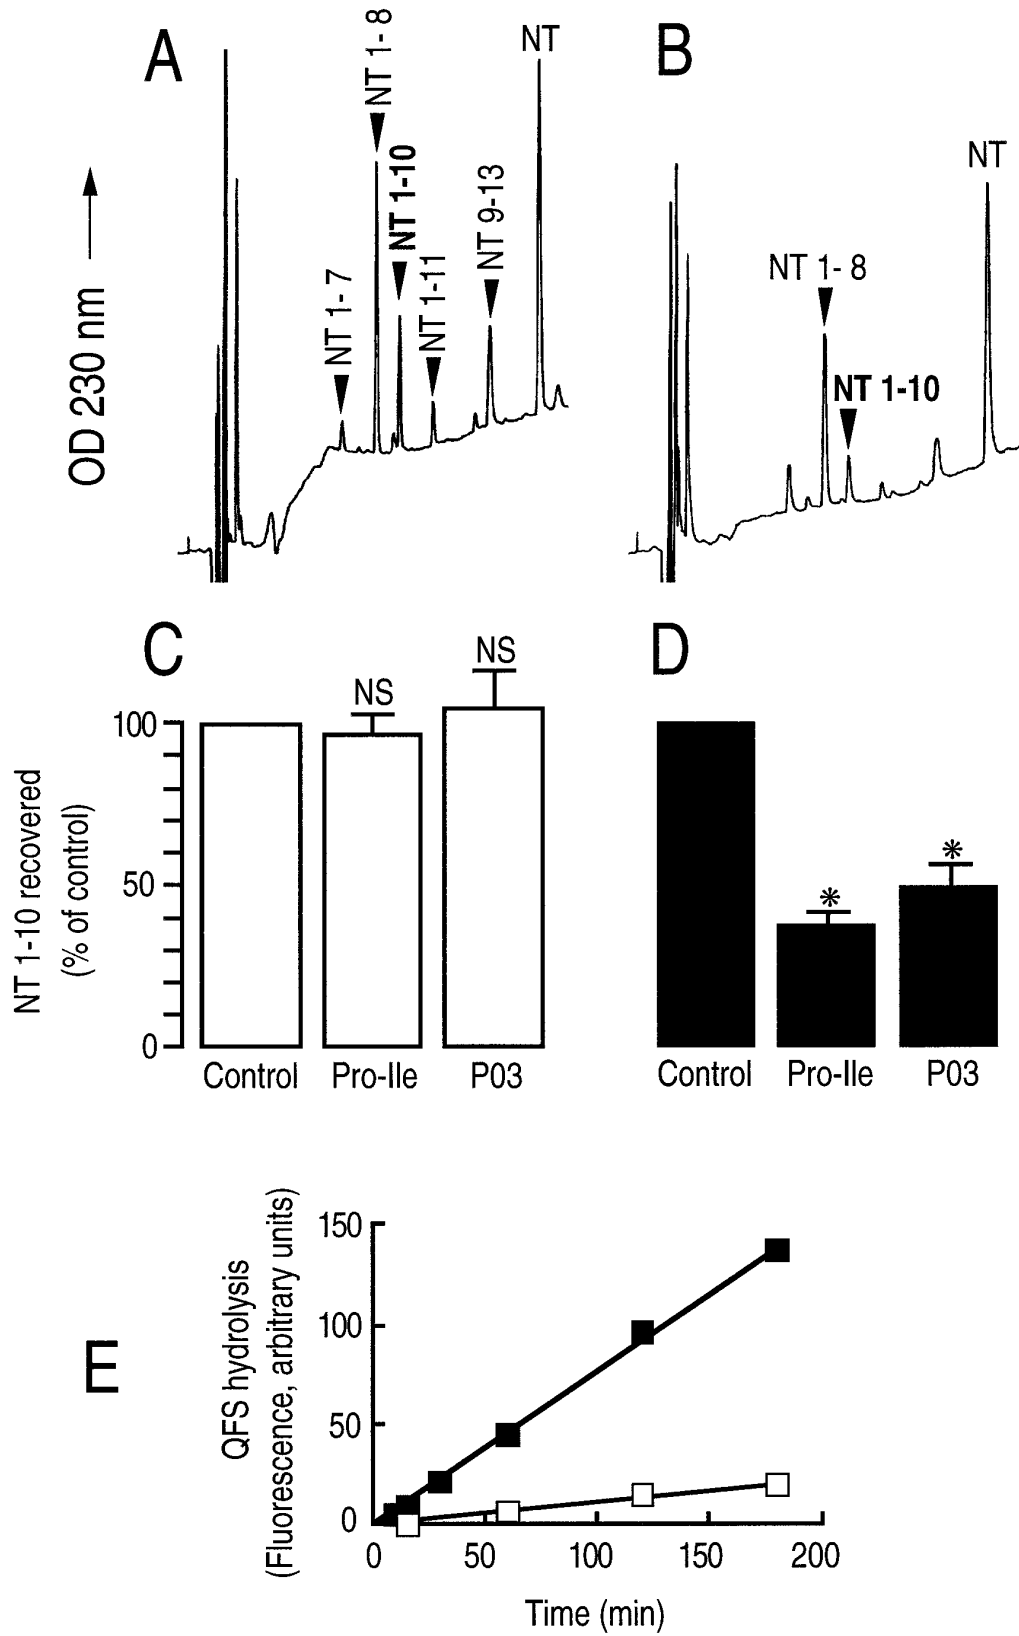 A
NT 1- 8
NT
NT 1-10
NT 9-13
NT 1- 7
NT 1-11
OD 230 nm
B
NT
NT 1- 8
NT 1-10
C
NS
NS
100
50
0
NT 1-10 recovered
(% of control)
Control Pro-Ile P03
D
*
*
Control Pro-Ile P03
E
QFS hydrolysis
(Fluorescence, arbitrary units)
150
100
50
0
0 50 100 150 200
Time (min)